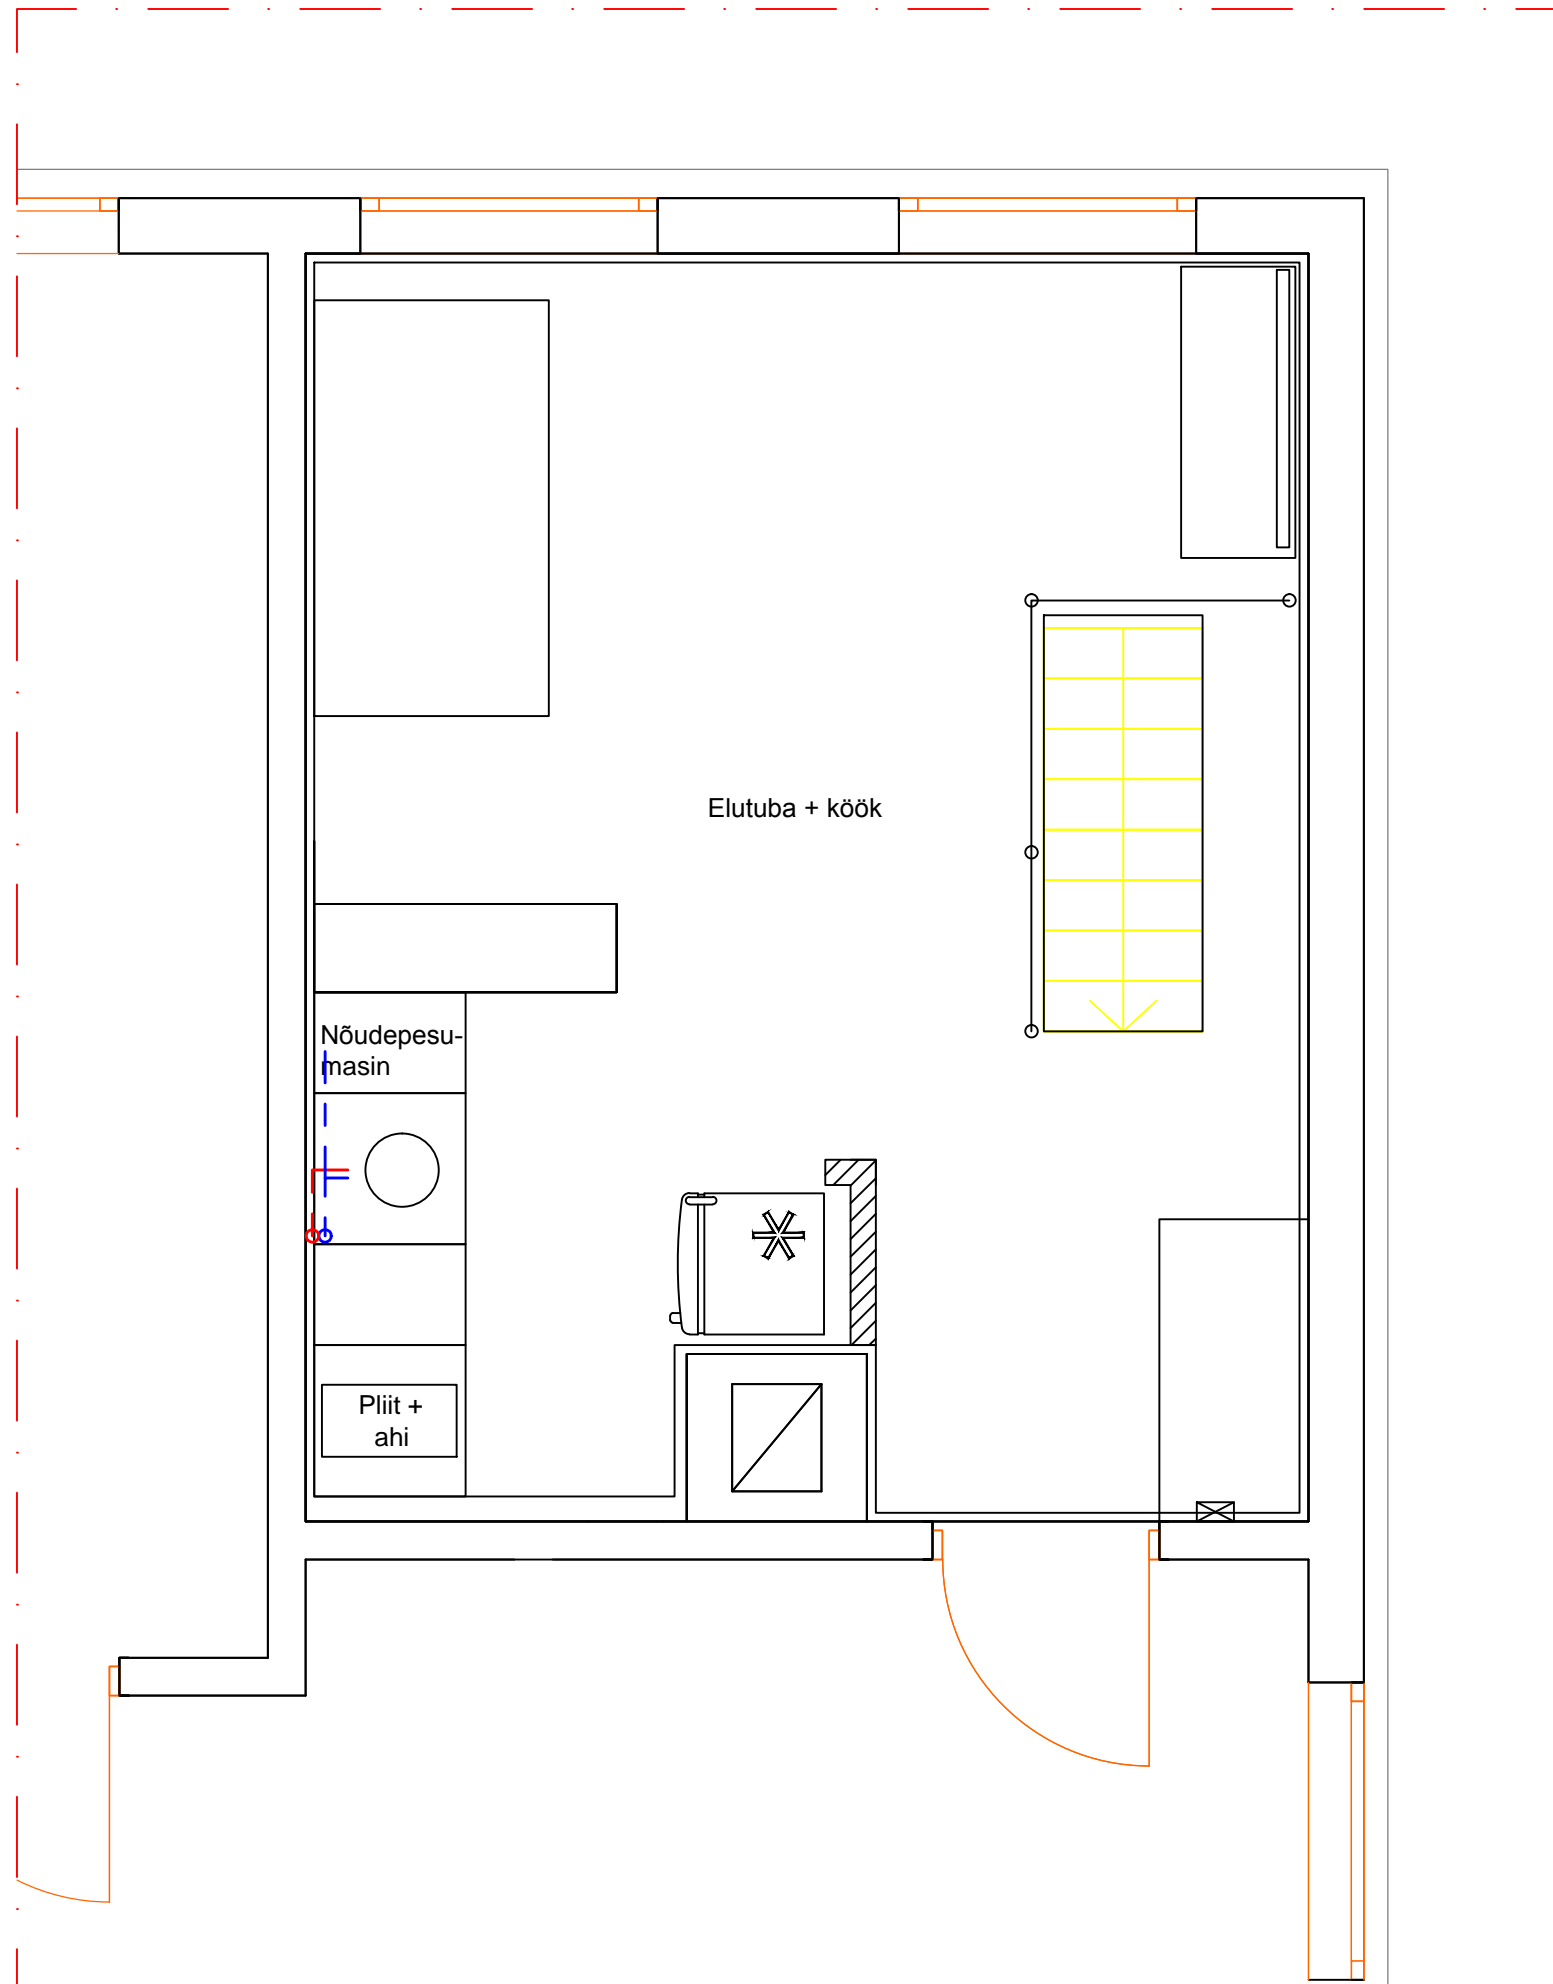 Elutuba + köök
Nõudepesu-
masin
Pliit +
ahi